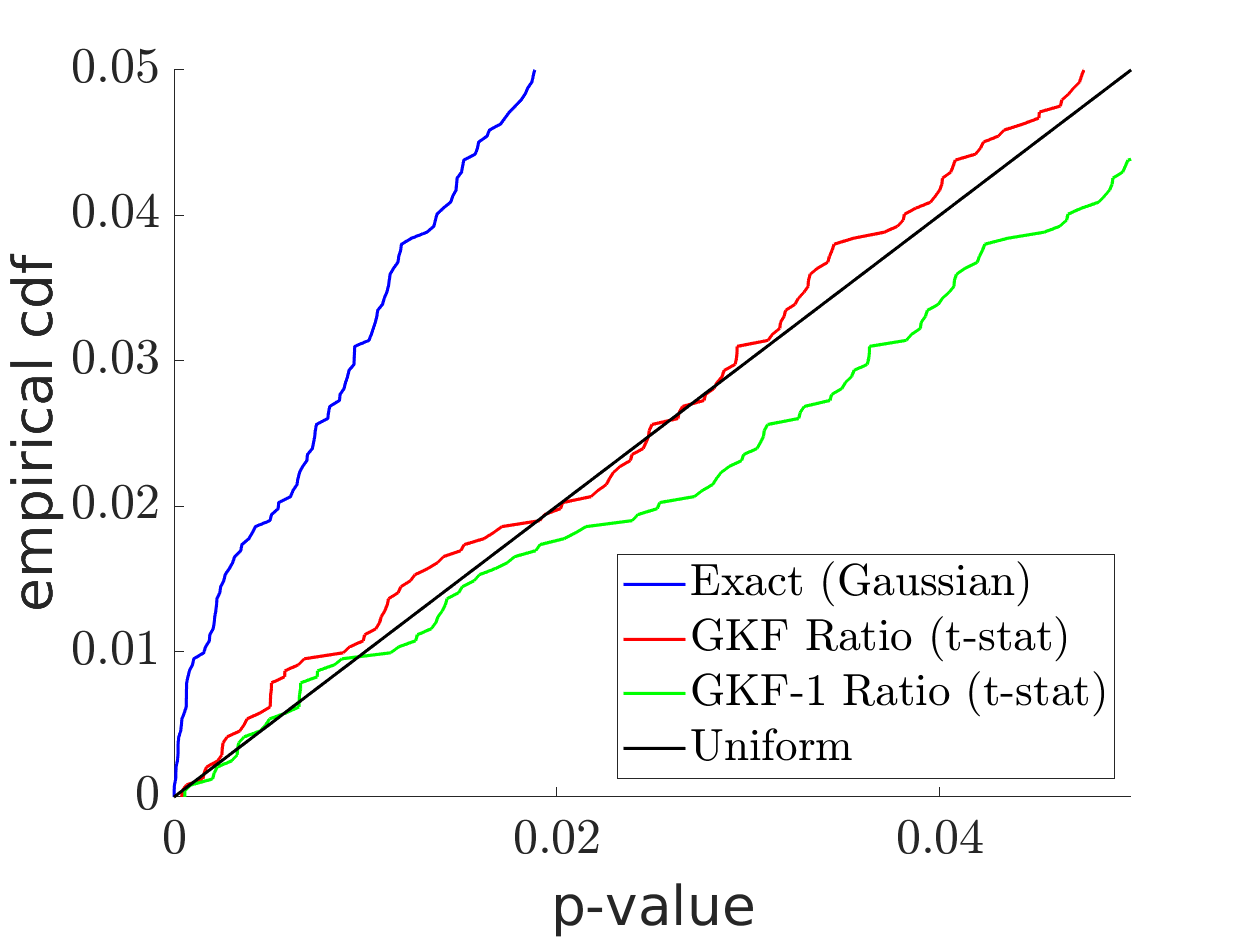 0.05
0.04
0.03
0.02
0.01
0
empirical cdf
Exact (Gaussian)
GKF Ratio (t-stat)
GKF-1 Ratio (t-stat)
Uniform
0
0.02
0.04
p-value